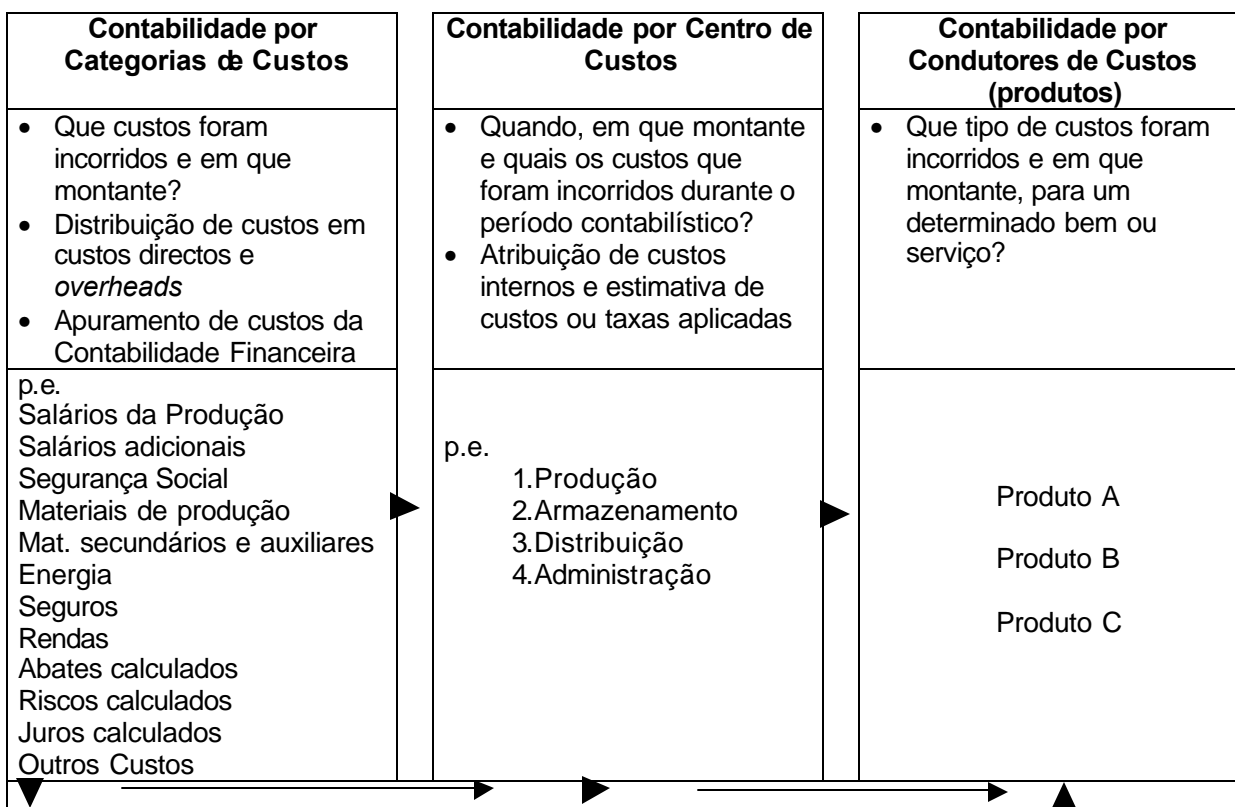 Contabilidade por
Categorias de Custos
• Que custos foram
incorridos e em que
montante?
• Distribuição de custos em
custos directos e
overheads
• Apuramento de custos da
Contabilidade Financeira
p.e.
Salários da Produção
Salários adicionais
Segurança Social
Materiais de produção
Mat. secundários e auxiliares
Energia
Seguros
Rendas
Abates calculados
Riscos calculados
Juros calculados
Outros Custos
Contabilidade por Centro de
Custos
• Quando, em que montante
e quais os custos que
foram incorridos durante o
período contabilístico?
• Atribuição de custos
internos e estimativa de
custos ou taxas aplicadas
p.e.
1.Produção
2.Armazenamento
3.Distribuição
4.Administração
Contabilidade por
Condutores de Custos
(produtos)
• Que tipo de custos foram
incorridos e em que
montante, para um
determinado bem ou
serviço?
Produto A
Produto B
Produto C